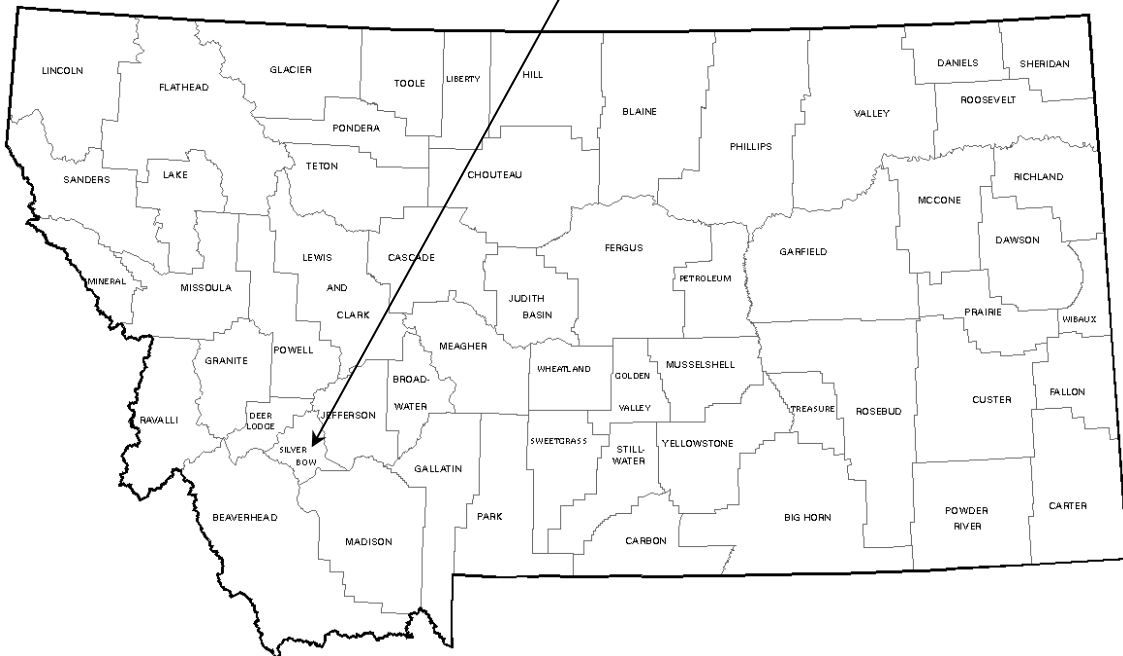 LINCOLN
FLATHEAD
GLACIER
TOOLE
LIBERTY
HILL
BLAINE
PHILLIPS
VALLEY
DANIELS
SHERIDAN
ROOSEVELT
PONDERA
TETON
CHOUTEAU
SANDERS
LAKE
MCCONE
RICHLAND
DAWSON
MINERAL
MISSOULA
LEWIS
AND
CLARK
CASCADE
JUDITH
BASIN
FERGUS
PETROLEUM
GARFIELD
PRAIRIE
WIBAUX
GRANITE
POWELL
MEAGHER
BROAD-
WATER
WHEATLAND
GOLDEN
VALLEY
MUSSELSHELL
TREASURE
ROSEBUD
CUSTER
FALLON
RAVALLI
DEER
LODGE
JEFFERSON
SILVER
BOW
GALLATIN
SWEETGRASS
STILL-
WATER
YELLOWSTONE
BEAVERHEAD
MADISON
PARK
CARBON
BIG HORN
POWDER
RIVER
CARTER